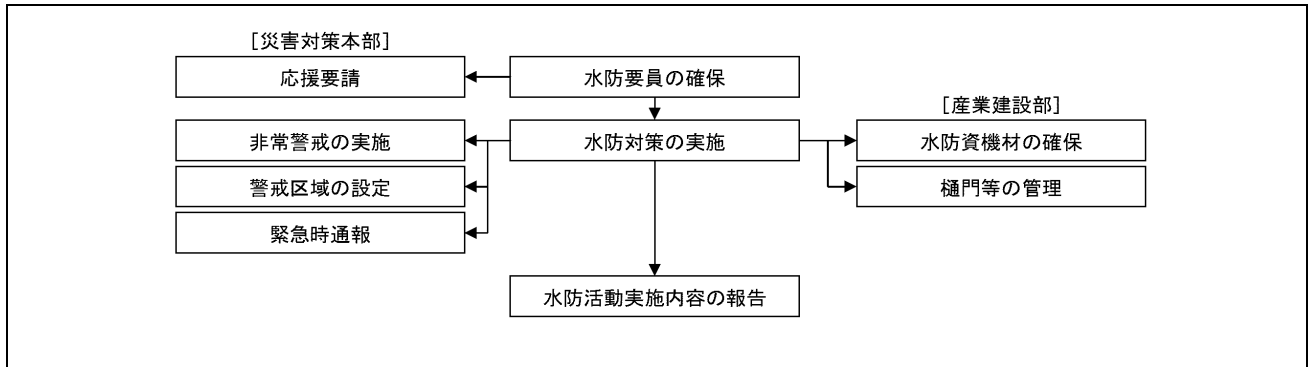 ［災害対策本部］
応援要請
水防要員の確保
［産業建設部］
非常警戒の実施
水防対策の実施
水防資機材の確保
警戒区域の設定
樋門等の管理
緊急時通報
水防活動実施内容の報告